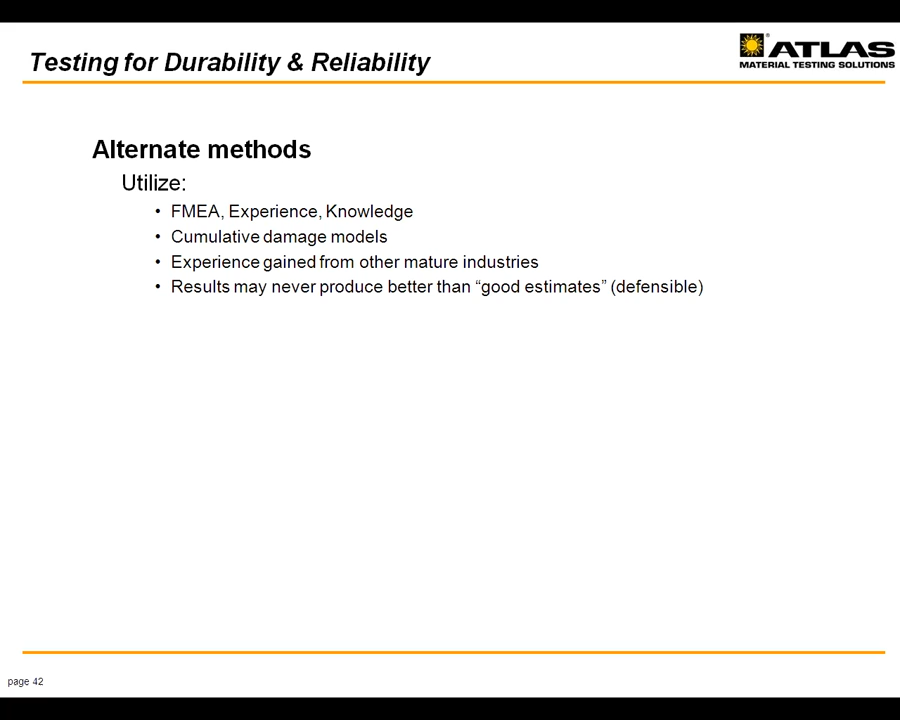 Testing for Durability & Reliability
ATLAS
MATERIAL TESTING SOLUTIONS
Alternate methods
Utilize:
• FMEA, Experience, Knowledge
• Cumulative damage models
• Experience gained from other mature industries
• Results may never produce better than “good estimates” (defensible)
page 42